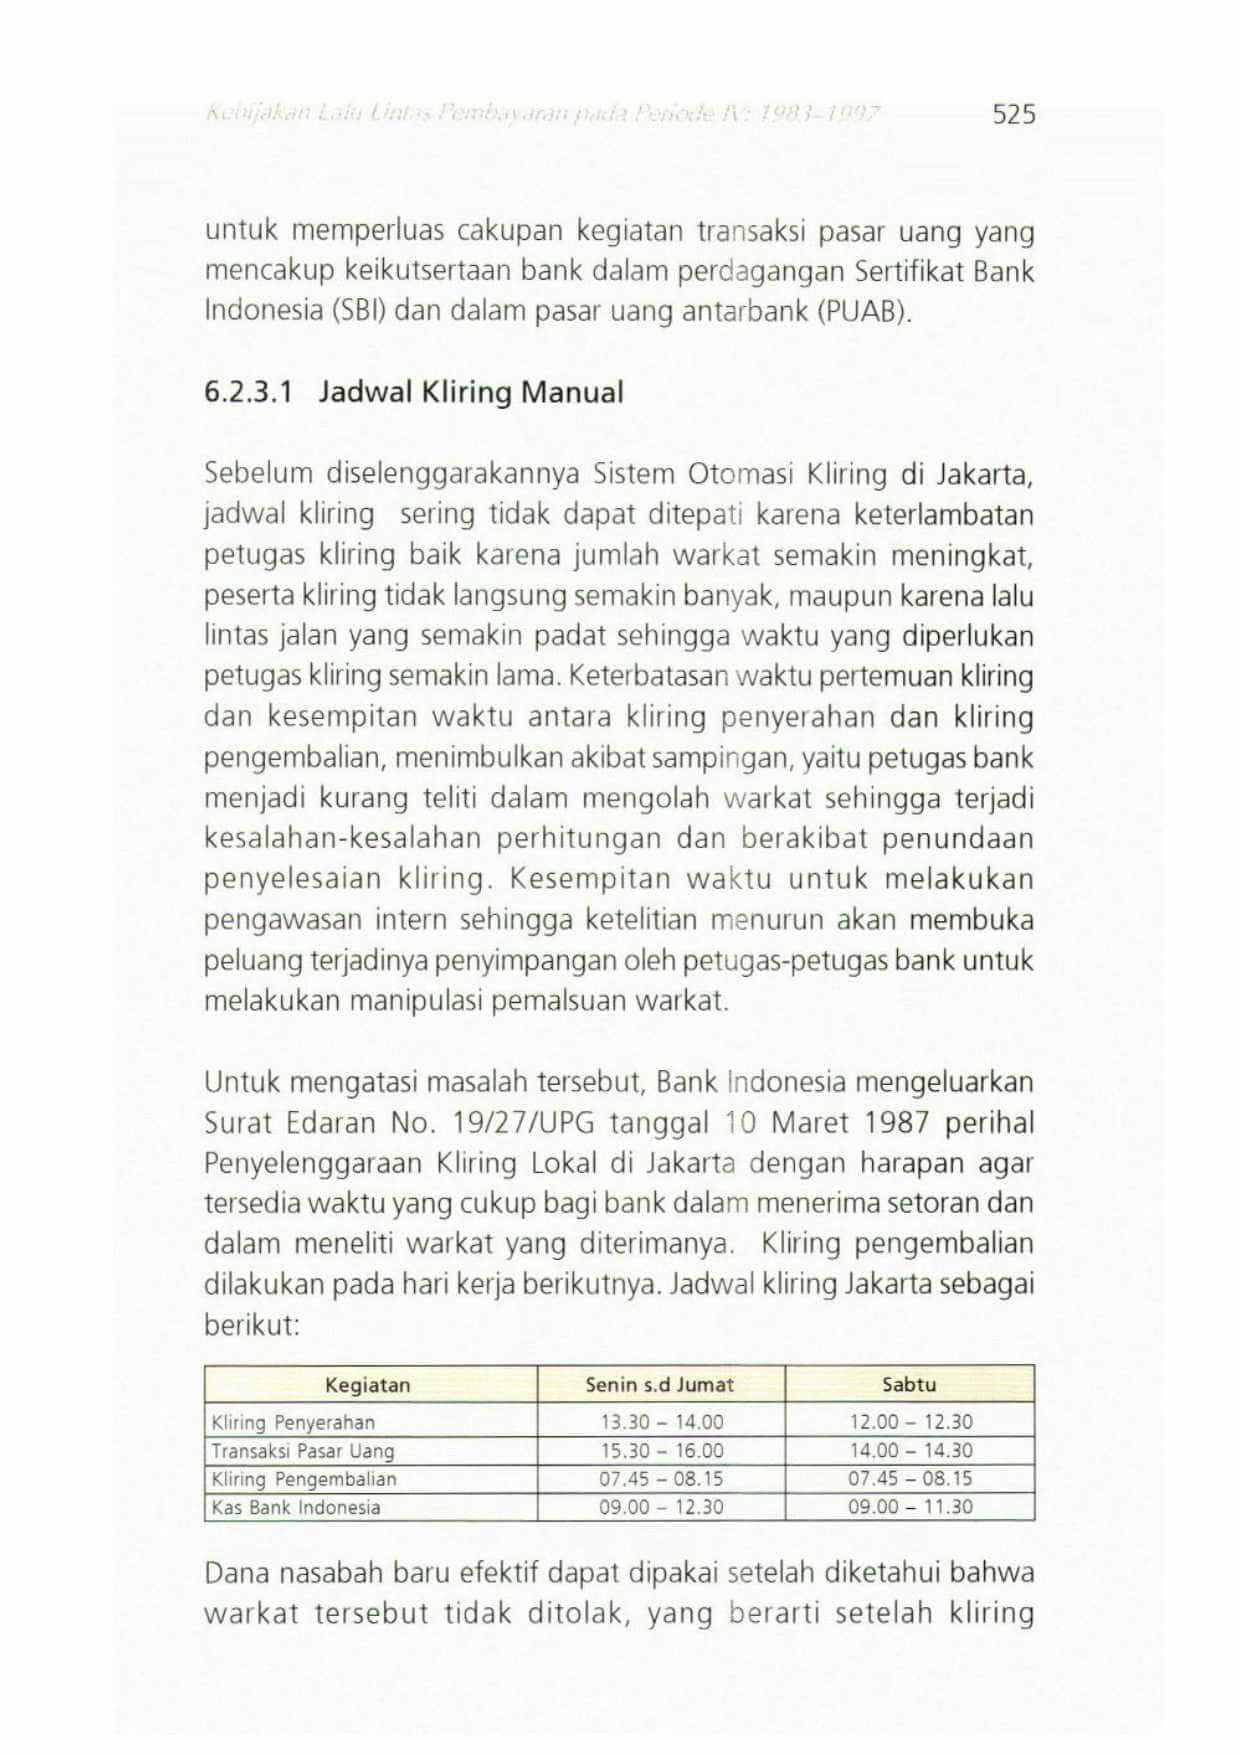 Kebijakan Lalu Lintas Pembayaran pada Periode IV: 1983–1997 525
untuk memperluas cakupan kegiatan transaksi pasar uang yang
mencakup keikutsertaan bank dalam perdagangan Sertifikat Bank
Indonesia (SBI) dan dalam pasar uang antarbank (PUAB).
6.2.3.1 Jadwal Kliring Manual
Sebelum diselenggarakannya Sistem Otomasi Kliring di Jakarta,
jadwal kliring sering tidak dapat ditepati karena keterlambatan
petugas kliring baik karena jumlah warkat semakin meningkat,
peserta kliring tidak langsung semakin banyak, maupun karena lalu
lintas jalan yang semakin padat sehingga waktu yang diperlukan
petugas kliring semakin lama. Keterbatasan waktu pertemuan kliring
dan kesempitan waktu antara kliring penyerahan dan kliring
pengembalian, menimbulkan akibat sampingan, yaitu petugas bank
menjadi kurang teliti dalam mengolah warkat sehingga terjadi
kesalahan-kesalahan perhitungan dan berakibat penundaan
penyelesaian kliring. Kesempitan waktu untuk melakukan
pengawasan intern sehingga ketelitian menurun akan membuka
peluang terjadinya penyimpangan oleh petugas-petugas bank untuk
melakukan manipulasi pemalsuan warkat.
Untuk mengatasi masalah tersebut, Bank Indonesia mengeluarkan
Surat Edaran No. 19/27/UPG tanggal 10 Maret 1987 perihal
Penyelenggaraan Kliring Lokal di Jakarta dengan harapan agar
tersedia waktu yang cukup bagi bank dalam menerima setoran dan
dalam meneliti warkat yang diterimanya. Kliring pengembalian
dilakukan pada hari kerja berikutnya. Jadwal kliring Jakarta sebagai
berikut:
Kegiatan Senin s.d Jumat Sabtu
Kliring Penyerahan 13.30 – 14.00 12.00 – 12.30
Transaksi Pasar Uang 15.30 – 16.00 14.00 – 14.30
Kliring Pengembalian 07.45 – 08.15 07.45 – 08.15
Kas Bank Indonesia 09.00 – 12.30 09.00 – 11.30
Dana nasabah baru efektif dapat dipakai setelah diketahui bahwa
warkat tersebut tidak ditolak, yang berarti setelah kliring